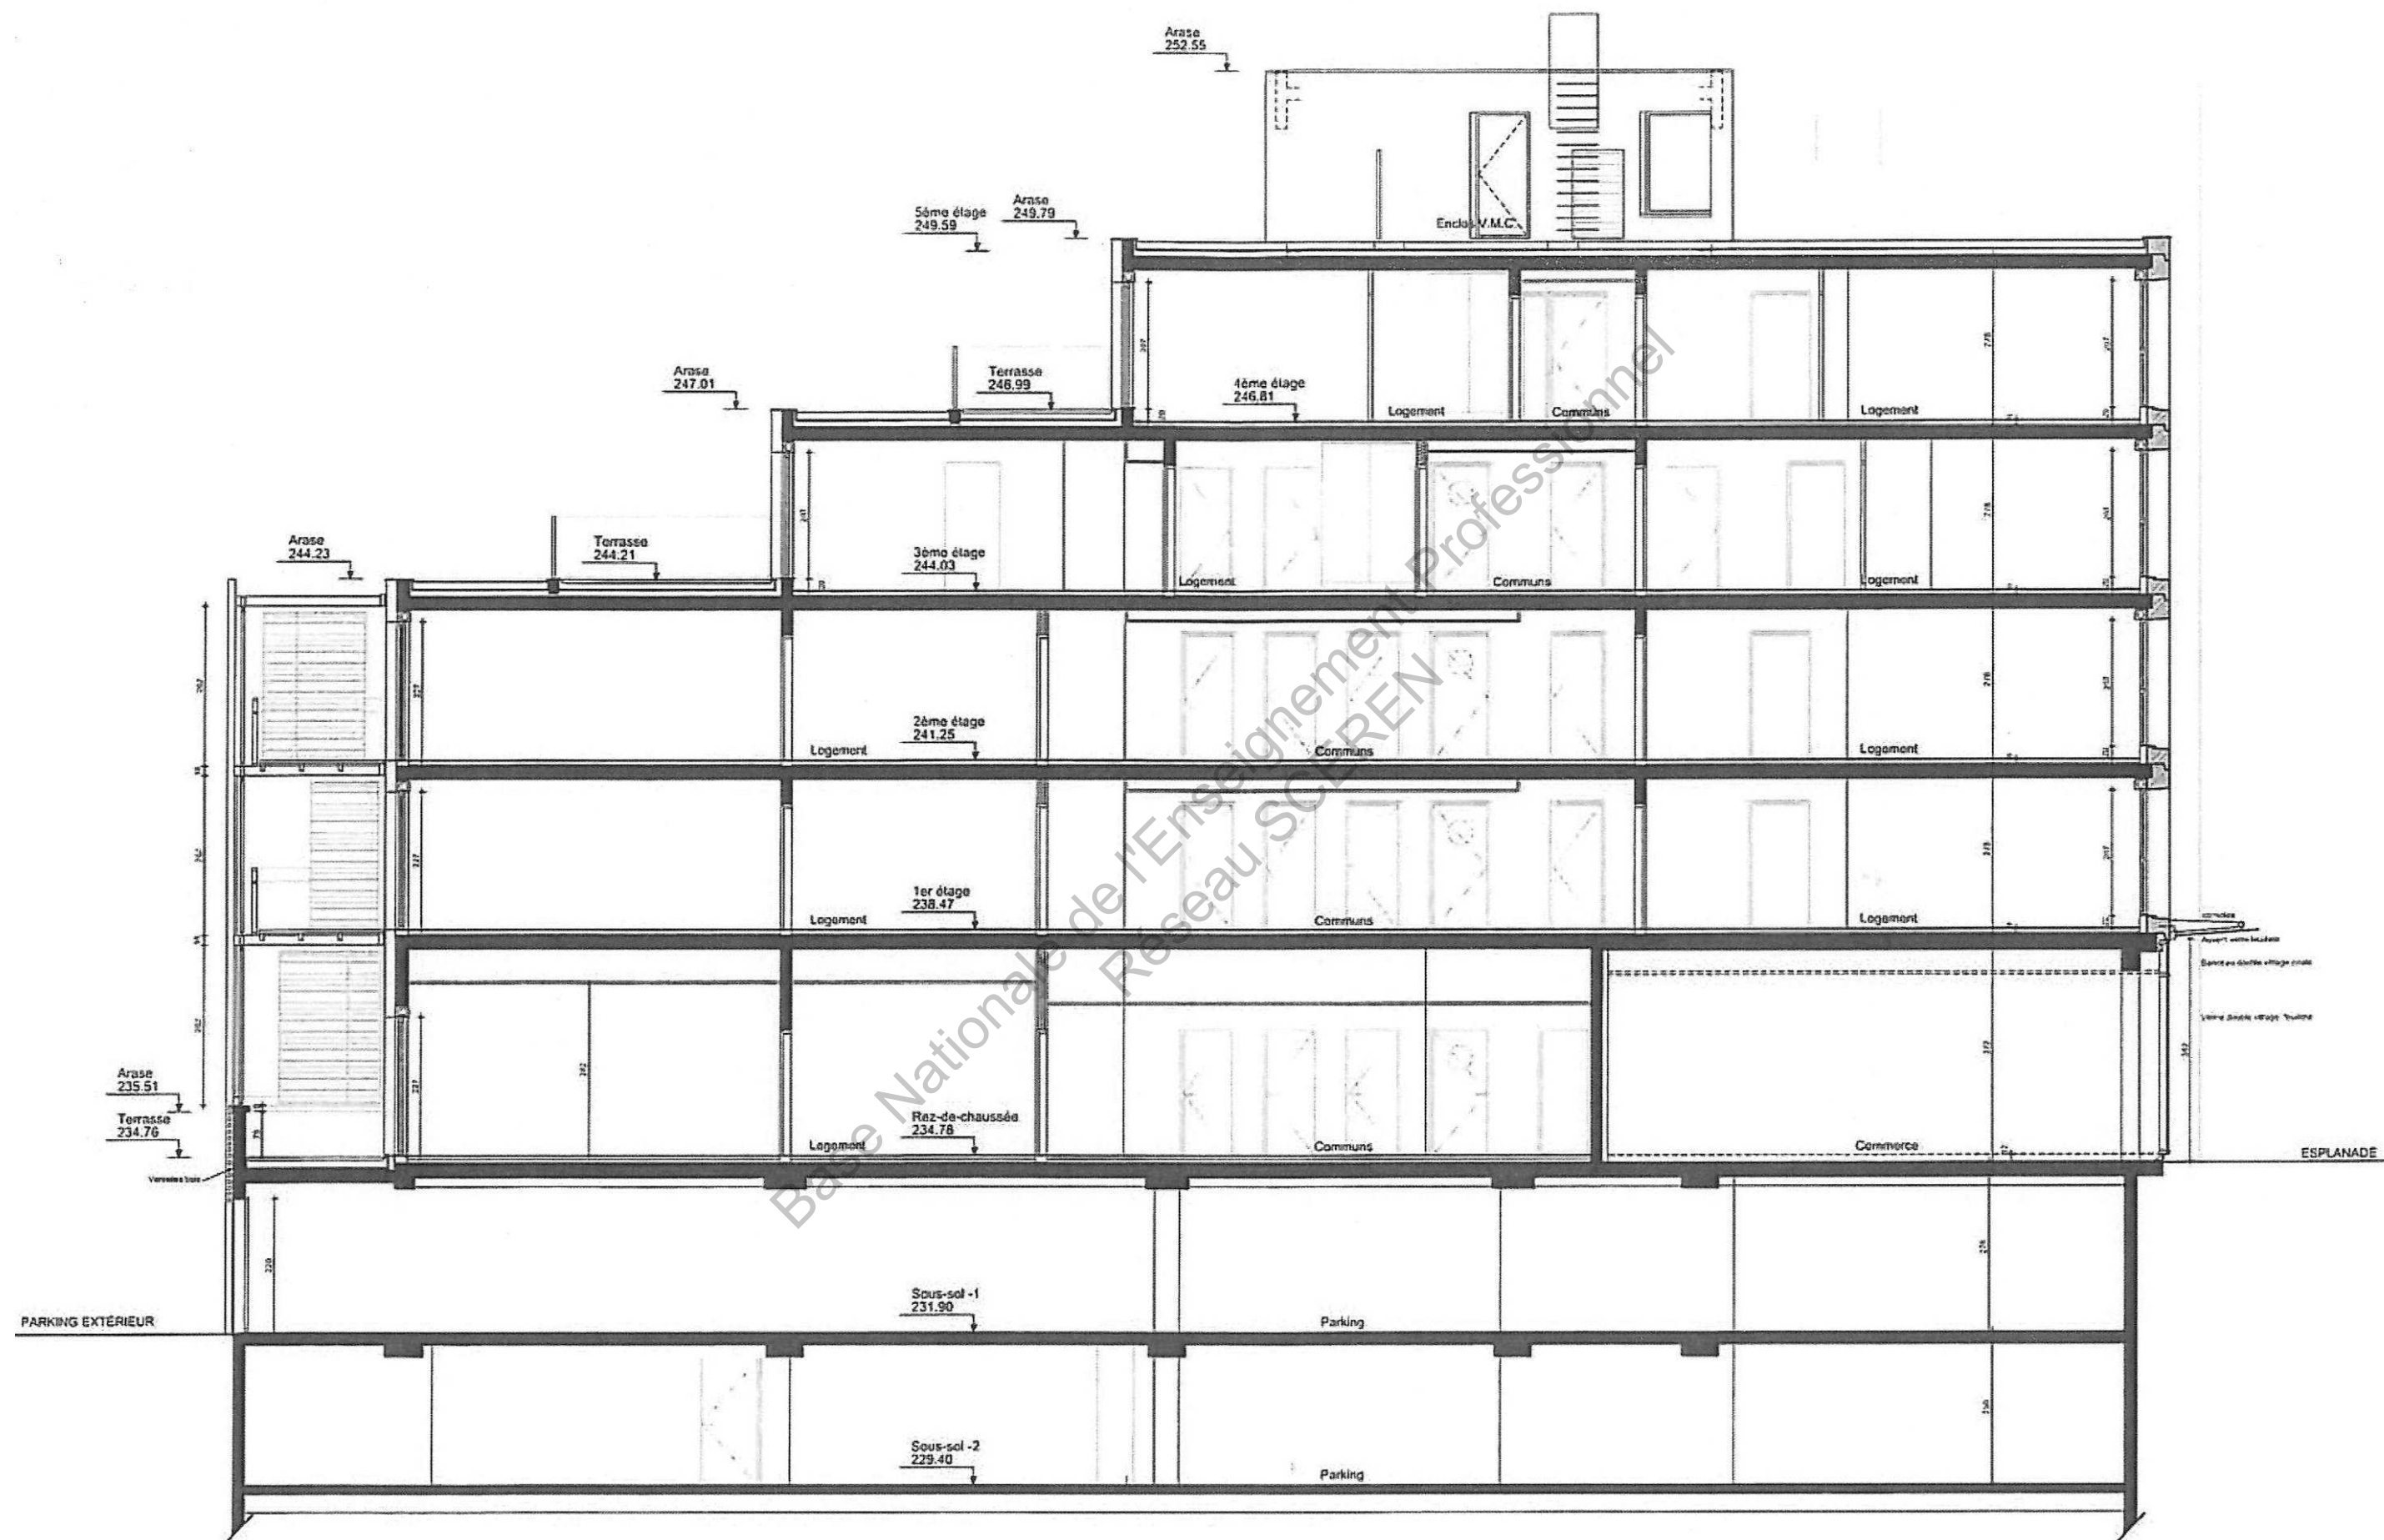 Arase
252.55
5ème étage
249.59
Arase
249.79
Enclos V.M.C.
Arase
247.01
Terrasse
246.99
4ème étage
246.81
Logement
Communs
Logement
Arase
244.23
Terrasse
244.21
3ème étage
244.03
Logement
Communs
Logement
2ème étage
241.25
Logement
Communs
Logement
1er étage
238.47
Logement
Communs
Logement
Arase
235.51
Terrasse
234.76
Rez-de-chaussée
234.78
Logement
Communs
Commerce
ESPLANADE
220
Sous-sol -1
231.90
PARKING EXTÉRIEUR
Parking
Sous-sol -2
229.40
Parking
Base Nationale de l'Enseignement Professionnel
Réseau SCEREN